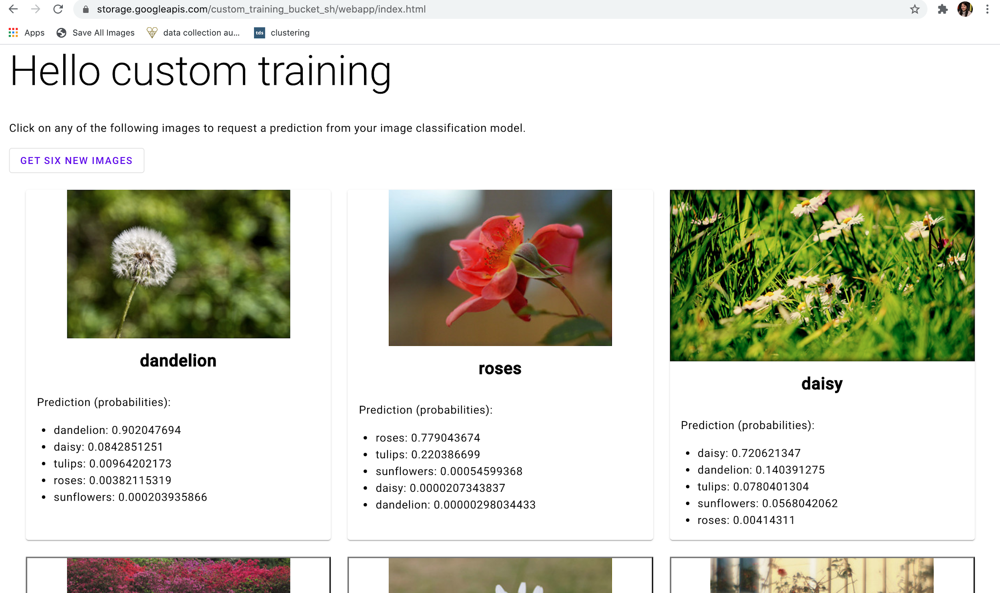 storage.googleapis.com/custom_training_bucket_sh/webapp/index.html
Apps Save All Images data collection au... tds clustering
Hello custom training
Click on any of the following images to request a prediction from your image classification model.
GET SIX NEW IMAGES
dandelion
Prediction (probabilities):
• dandelion: 0.902047694
• daisy: 0.0842851251
• tulips: 0.00964202173
• roses: 0.00382115319
• sunflowers: 0.000203935866
roses
Prediction (probabilities):
• roses: 0.779043674
• tulips: 0.220386699
• sunflowers: 0.00054599368
• daisy: 0.0000207343837
• dandelion: 0.00000298034433
daisy
Prediction (probabilities):
• daisy: 0.720621347
• dandelion: 0.140391275
• tulips: 0.0780401304
• sunflowers: 0.0568042062
• roses: 0.00414311